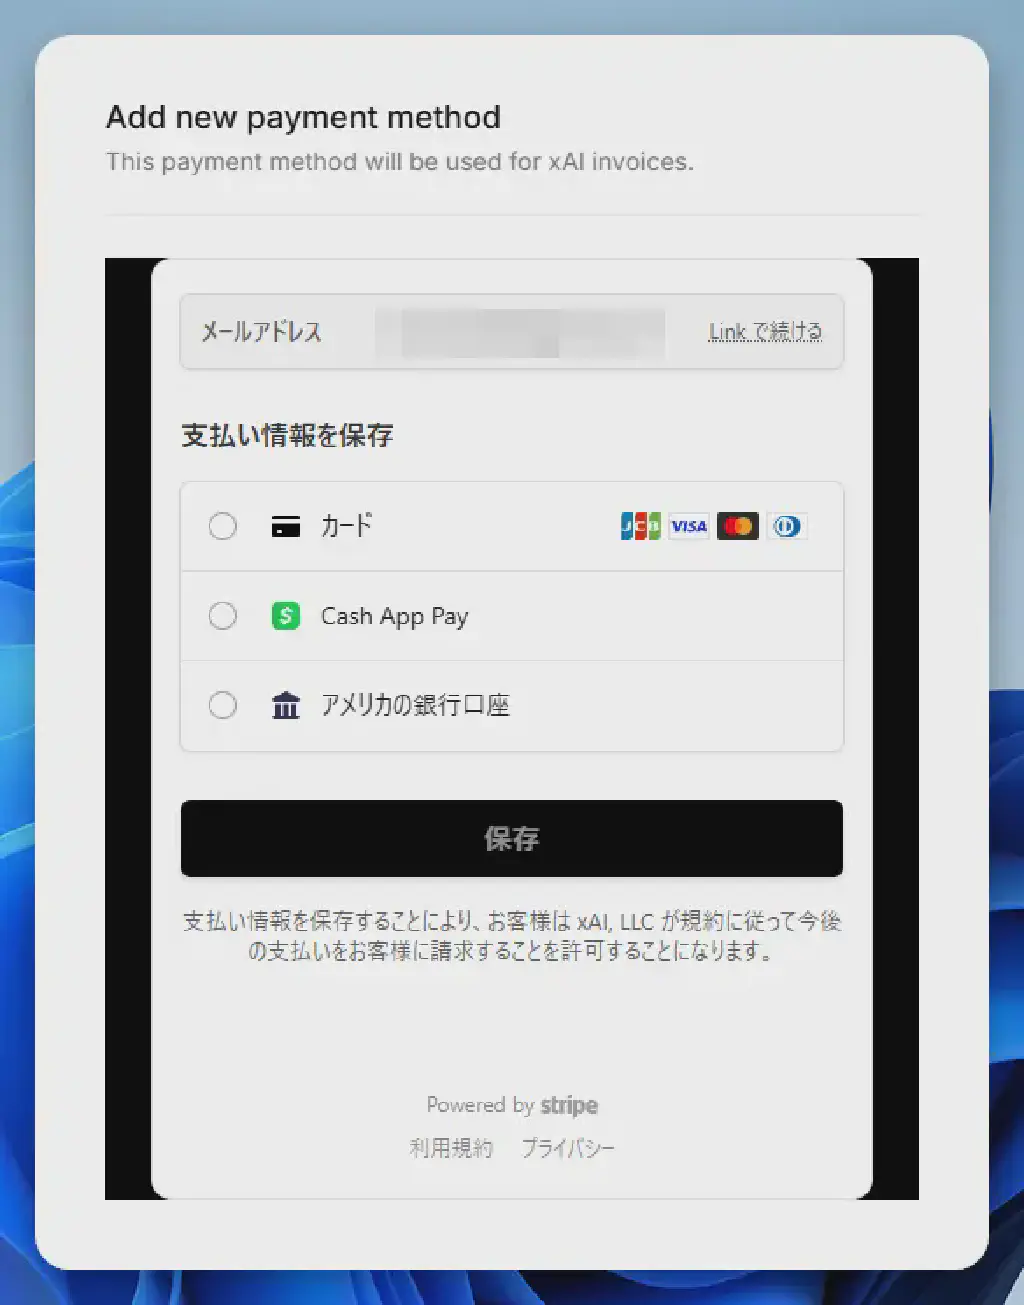 Add new payment method
This payment method will be used for xAI invoices.
メールアドレス Link で続ける
支払い情報を保存
カード JCB VISA
Cash App Pay
アメリカの銀行口座
保存
支払い情報を保存することにより、お客様は xAI, LLC が規約に従って今後
の支払いをお客様に請求することを許可することになります。
Powered by stripe
利用規約 プライバシー